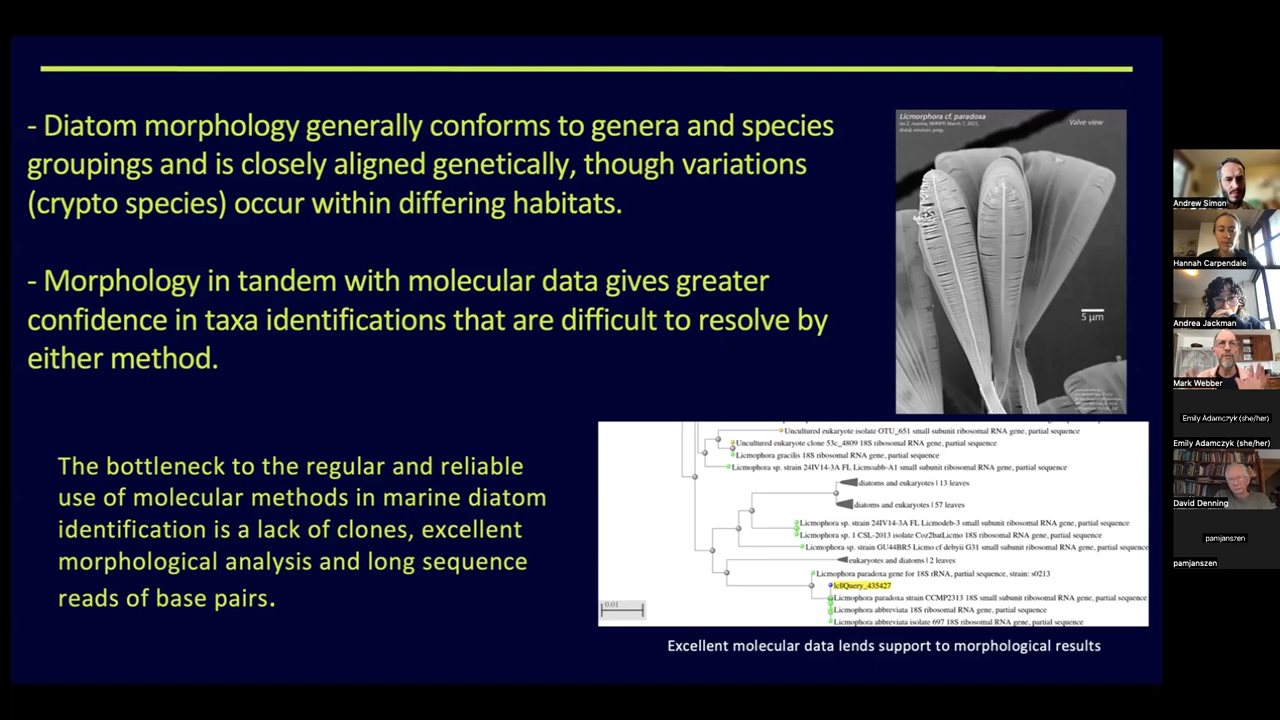 - Diatom morphology generally conforms to genera and species
groupings and is closely aligned genetically, though variations
(crypto species) occur within differing habitats.
- Morphology in tandem with molecular data gives greater
confidence in taxa identifications that are difficult to resolve by
either method.
The bottleneck to the regular and reliable
use of molecular methods in marine diatom
identification is a lack of clones, excellent
morphological analysis and long sequence
reads of base pairs.
Licmorphora cf. paradoxa
Valve view
5 µm
Uncultured eukaryote isolate OTU_651 small subunit ribosomal RNA gene, partial sequence
Uncultured eukaryote clone 53c_4809 18S ribosomal RNA gene, partial sequence
Licmophora gracilis 18S ribosomal RNA gene, partial sequence
Licmophora sp. strain 24IV14-3A FL Licmoabb-A1 small subunit ribosomal RNA gene, partial sequence
diatoms and eukaryotes | 13 leaves
diatoms and eukaryotes | 57 leaves
Licmophora sp. strain 24IV14-3A FL Licmodeb-3 small subunit ribosomal RNA gene, partial sequence
Licmophora sp. 1 CSL-2013 isolate Coz2batLicmo 18S ribosomal RNA gene, partial sequence
Licmophora sp. strain GU44BR5 Licmo cf debyii G31 small subunit ribosomal RNA gene, partial sequence
eukaryotes and diatoms | 2 leaves
Licmophora paradoxa gene for 18S rRNA, partial sequence, strain: s0213
lcl|Query_435427
Licmophora paradoxa strain CCMP2313 18S small subunit ribosomal RNA gene, partial sequence
Licmophora abbreviata 18S ribosomal RNA gene, partial sequence
Licmophora abbreviata isolate 697 18S ribosomal RNA gene, partial sequence
0.01
Excellent molecular data lends support to morphological results
Andrew Simon
Hannah Carpendale
Andrea Jackman
Mark Webber
Emily Adamczyk (she/her)
Emily Adamczyk (she/her)
David Denning
pamjanszen
pamjanszen